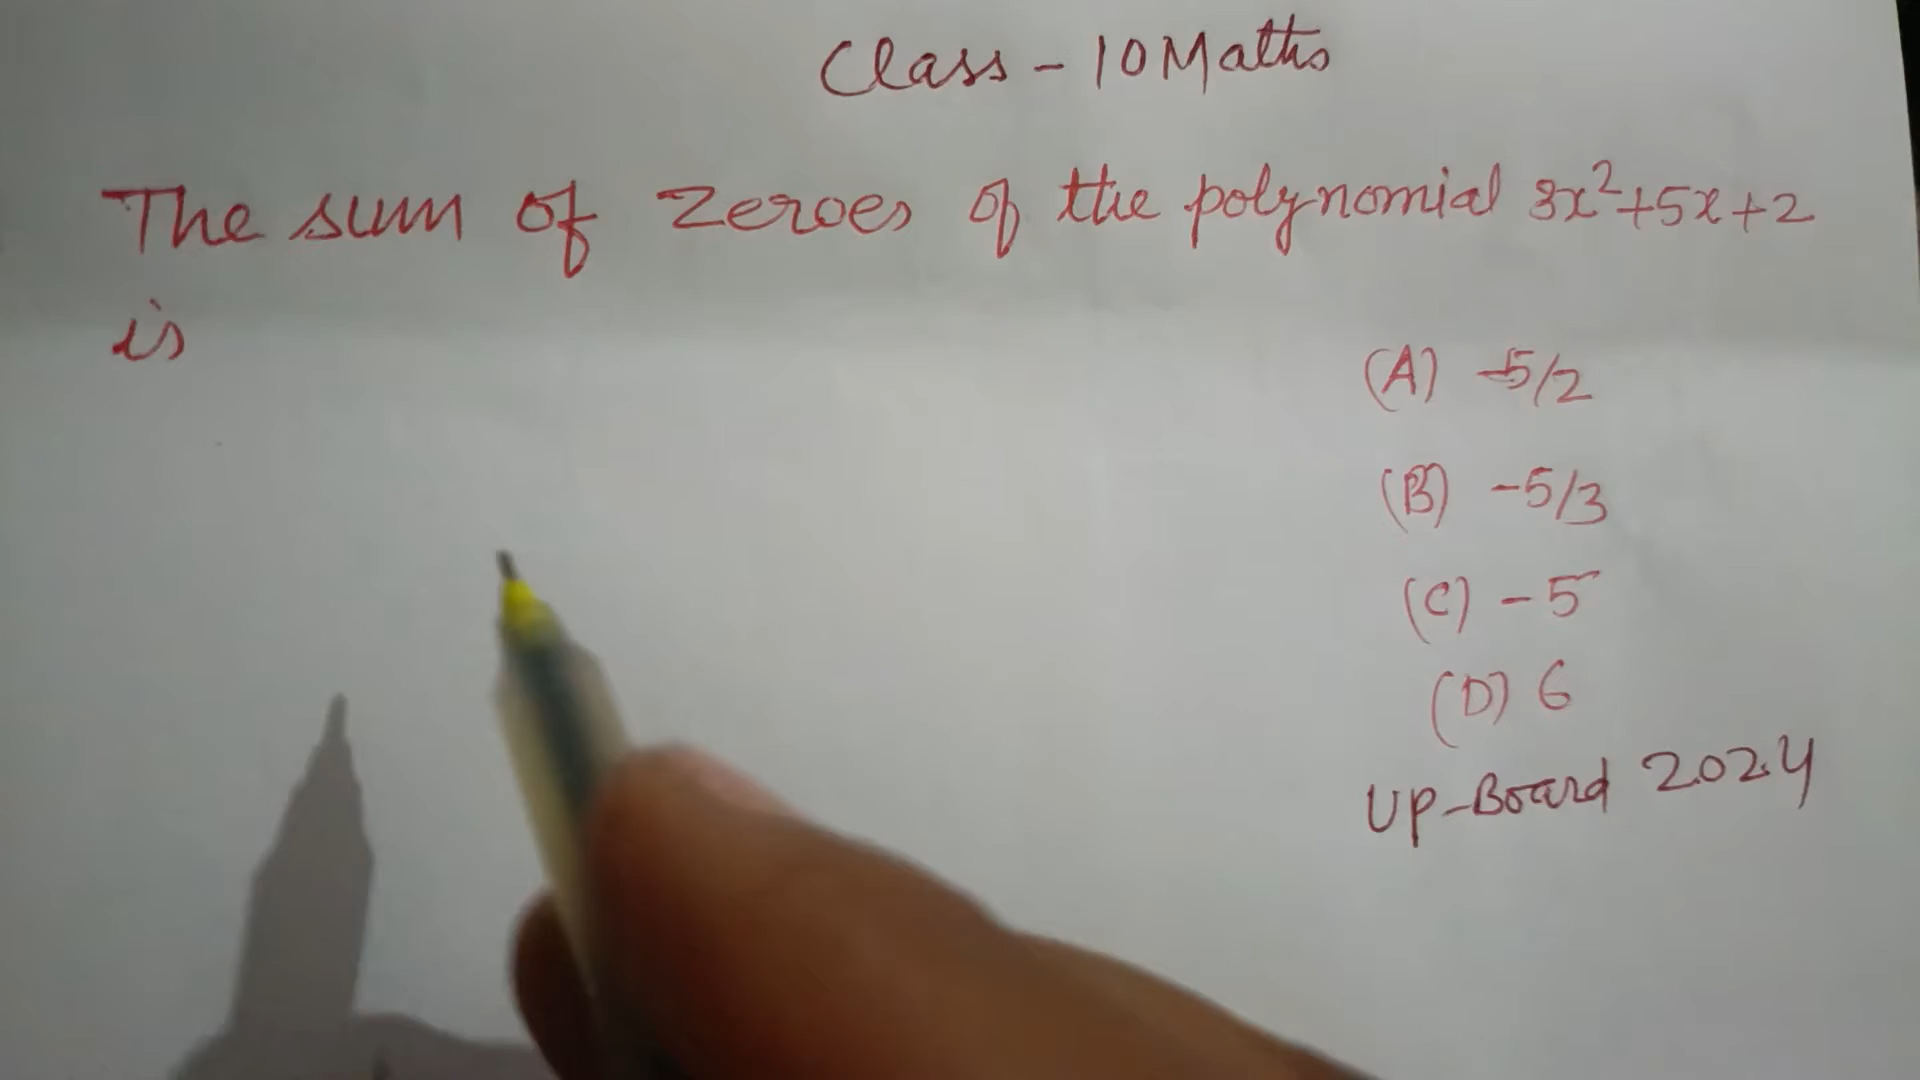 Class - 10 Maths
The sum of zeroes of the polynomial 3x²+5x+2
is
(A) -5/2
(B) -5/3
(C) -5
(D) 6
UP-Board 2024